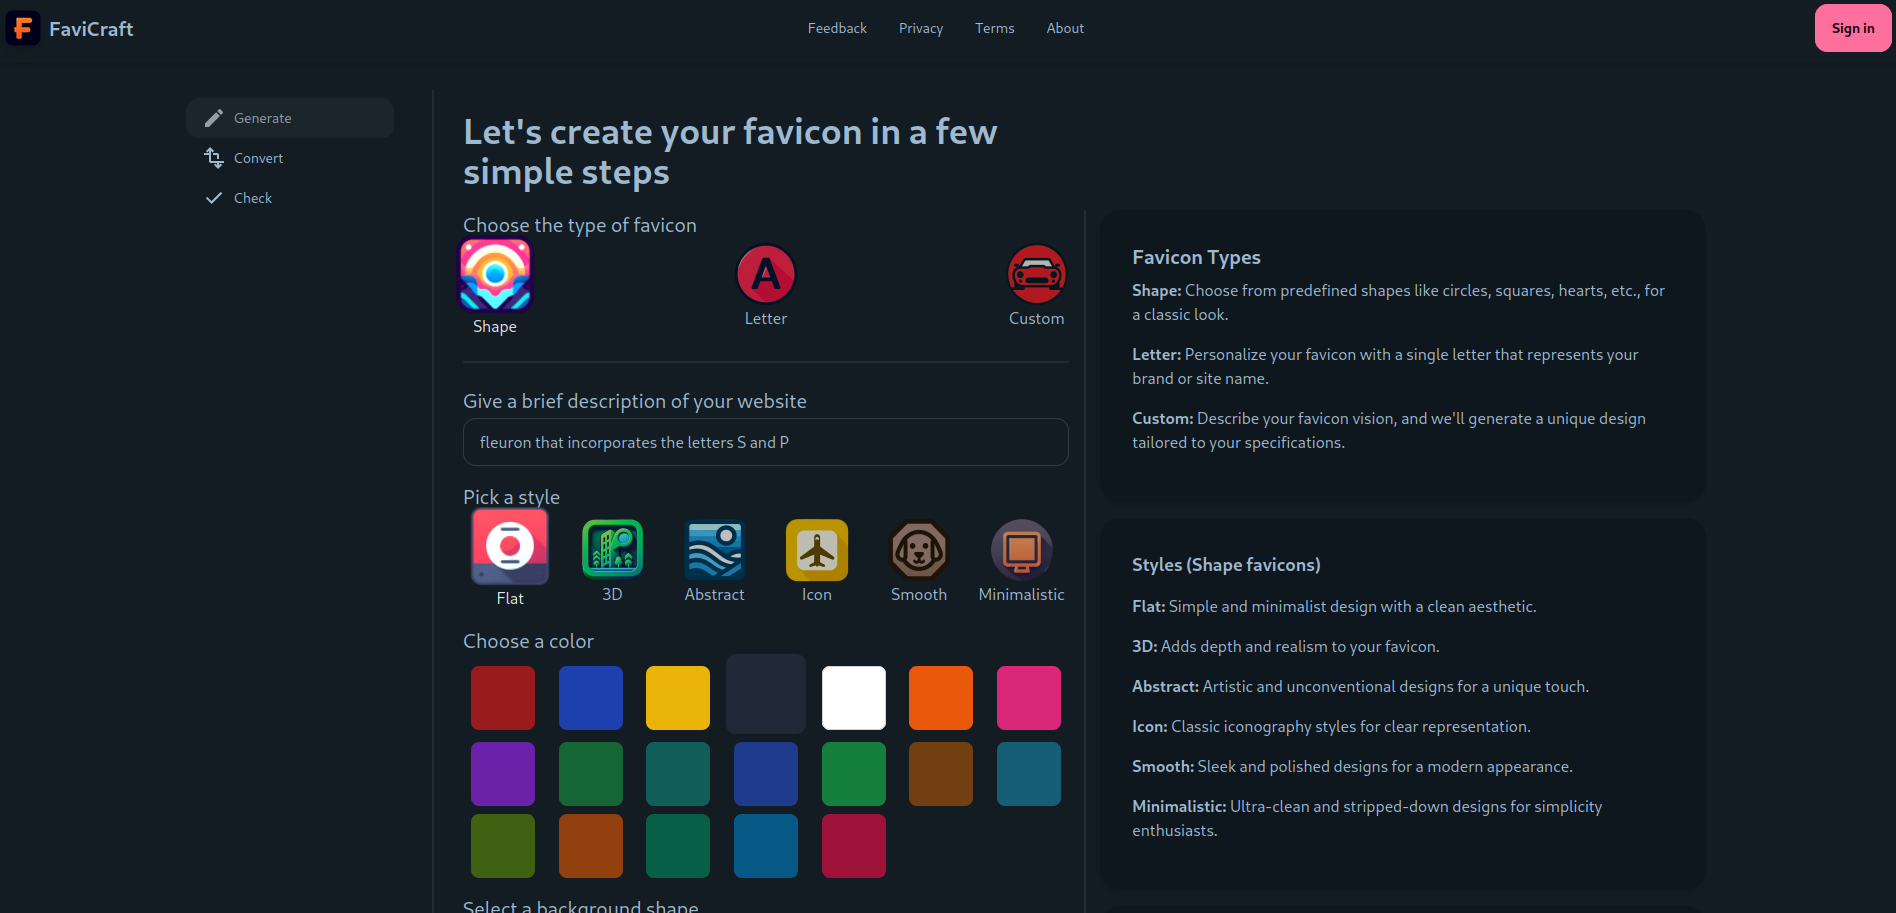 FaviCraft
Feedback
Privacy
Terms
About
Sign in
Generate
Convert
Check
Let's create your favicon in a few
simple steps
Choose the type of favicon
Shape
A
Letter
Custom
Give a brief description of your website
fleuron that incorporates the letters S and P
Pick a style
Flat
3D
Abstract
Icon
Smooth
Minimalistic
Choose a color
Select a background shape
Favicon Types
Shape: Choose from predefined shapes like circles, squares, hearts, etc., for
a classic look.
Letter: Personalize your favicon with a single letter that represents your
brand or site name.
Custom: Describe your favicon vision, and we'll generate a unique design
tailored to your specifications.
Styles (Shape favicons)
Flat: Simple and minimalist design with a clean aesthetic.
3D: Adds depth and realism to your favicon.
Abstract: Artistic and unconventional designs for a unique touch.
Icon: Classic iconography styles for clear representation.
Smooth: Sleek and polished designs for a modern appearance.
Minimalistic: Ultra-clean and stripped-down designs for simplicity
enthusiasts.